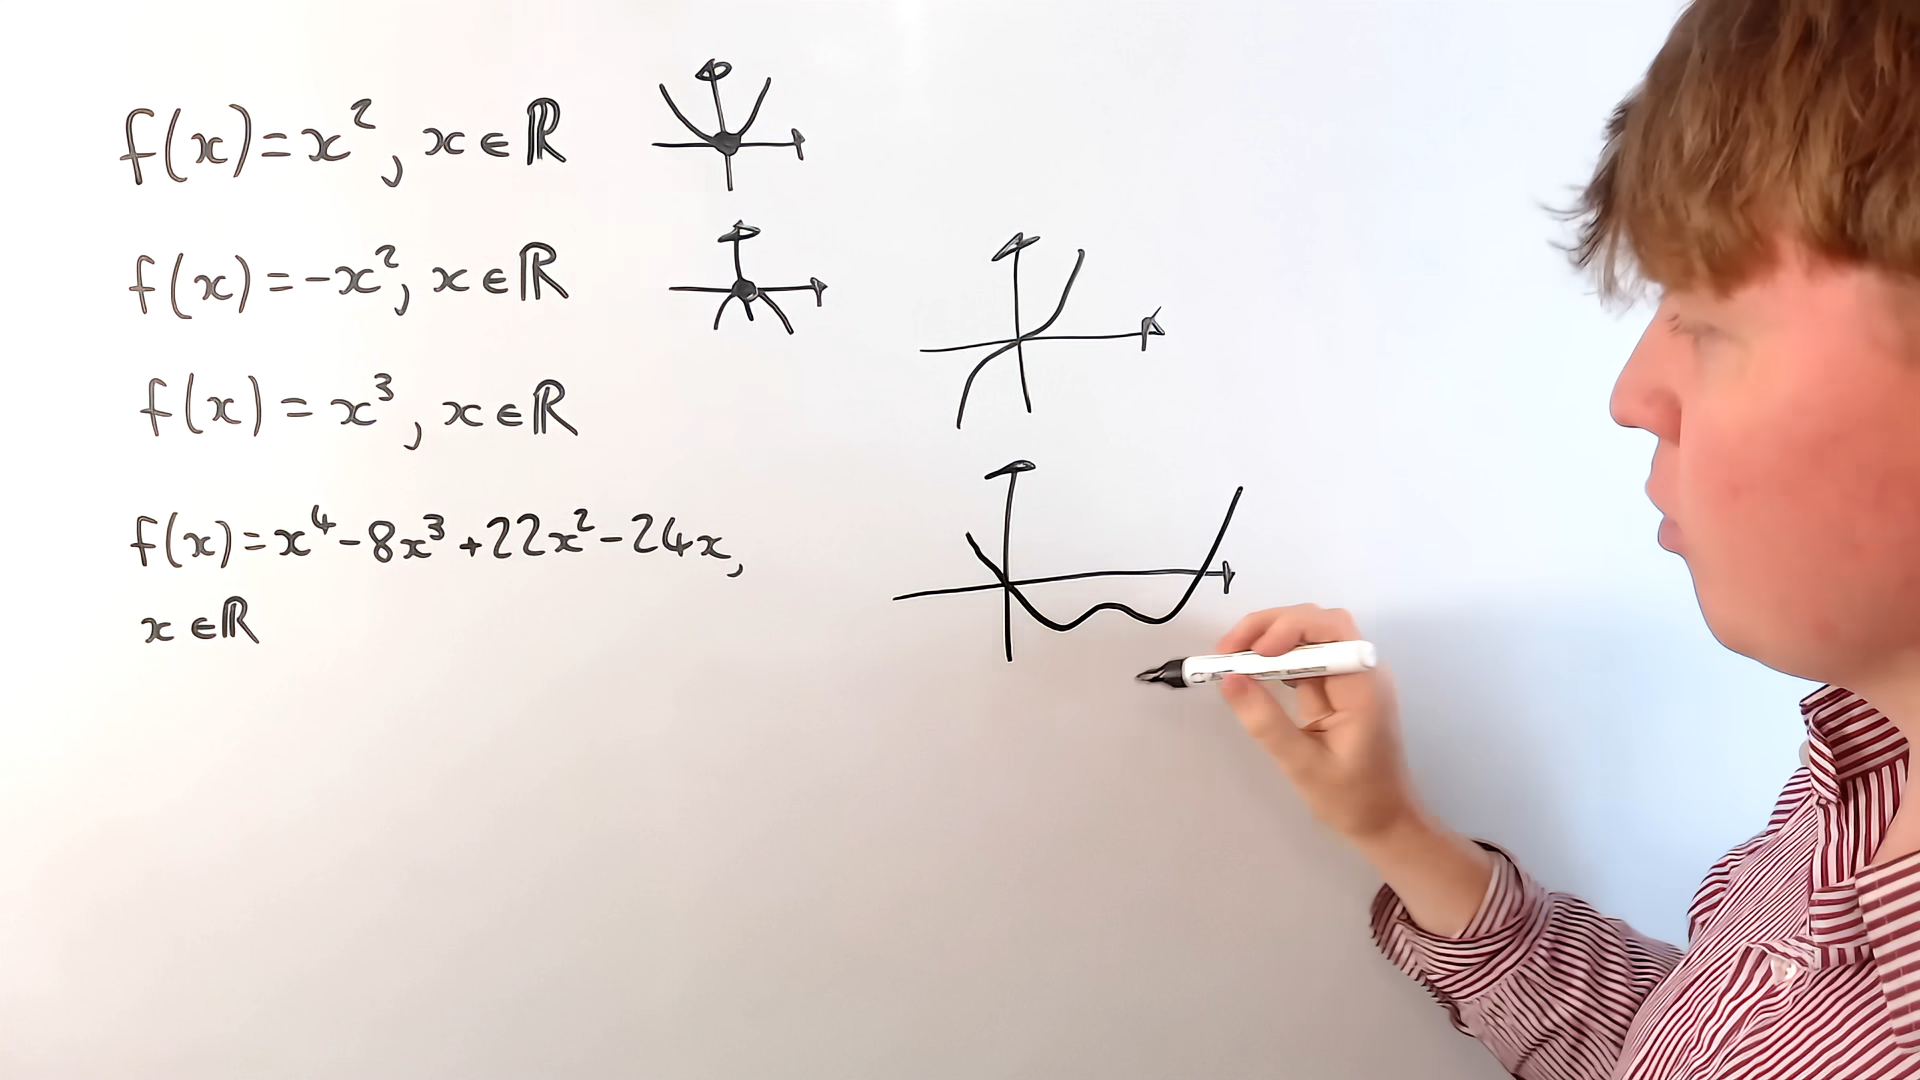 f(x)=x², x∈ℝ
f(x)=-x², x∈ℝ
f(x)=x³, x∈ℝ
f(x)=x⁴-8x³+22x²-24x,
x∈ℝ